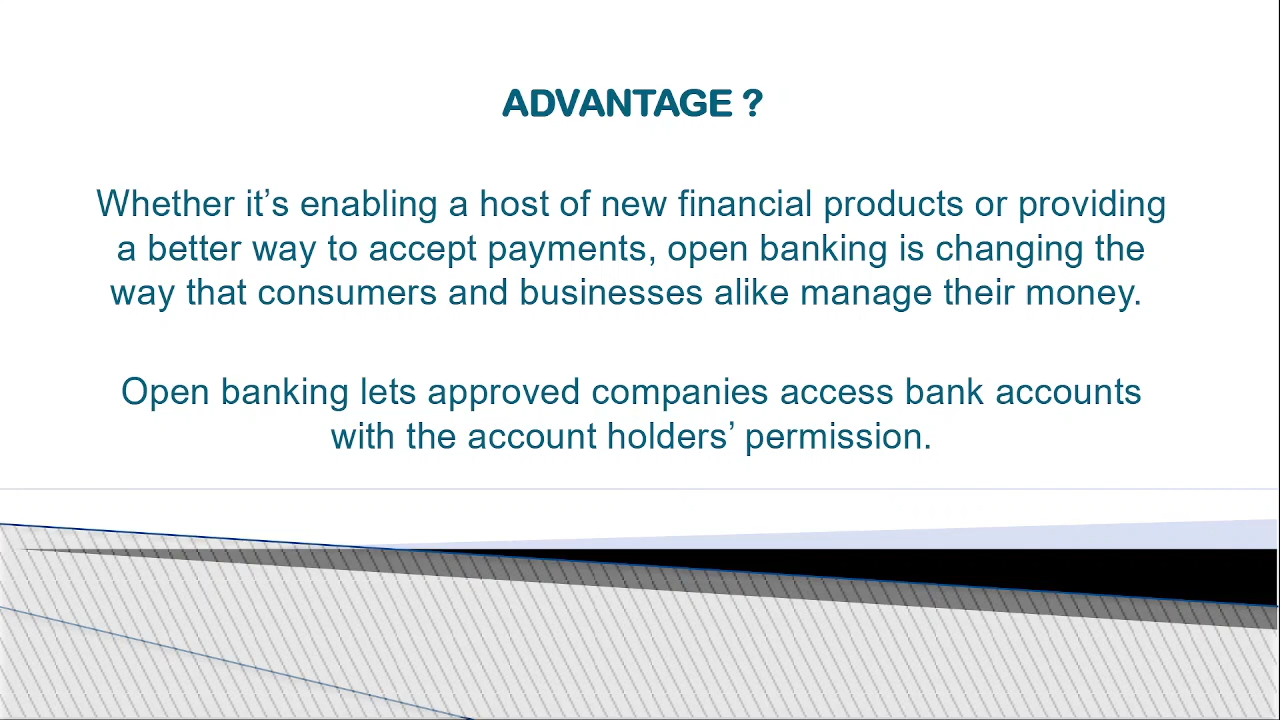 ADVANTAGE ?
Whether it’s enabling a host of new financial products or providing
a better way to accept payments, open banking is changing the
way that consumers and businesses alike manage their money.
Open banking lets approved companies access bank accounts
with the account holders’ permission.